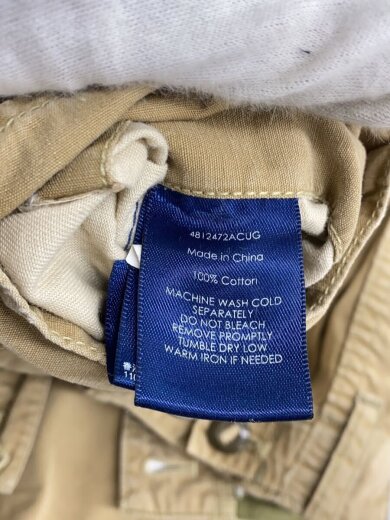 4812472ACUG
Made in China
100% Cotton
MACHINE WASH COLD
SEPARATELY
DO NOT BLEACH
REMOVE PROMPTLY
TUMBLE DRY LOW
WARM IRON IF NEEDED